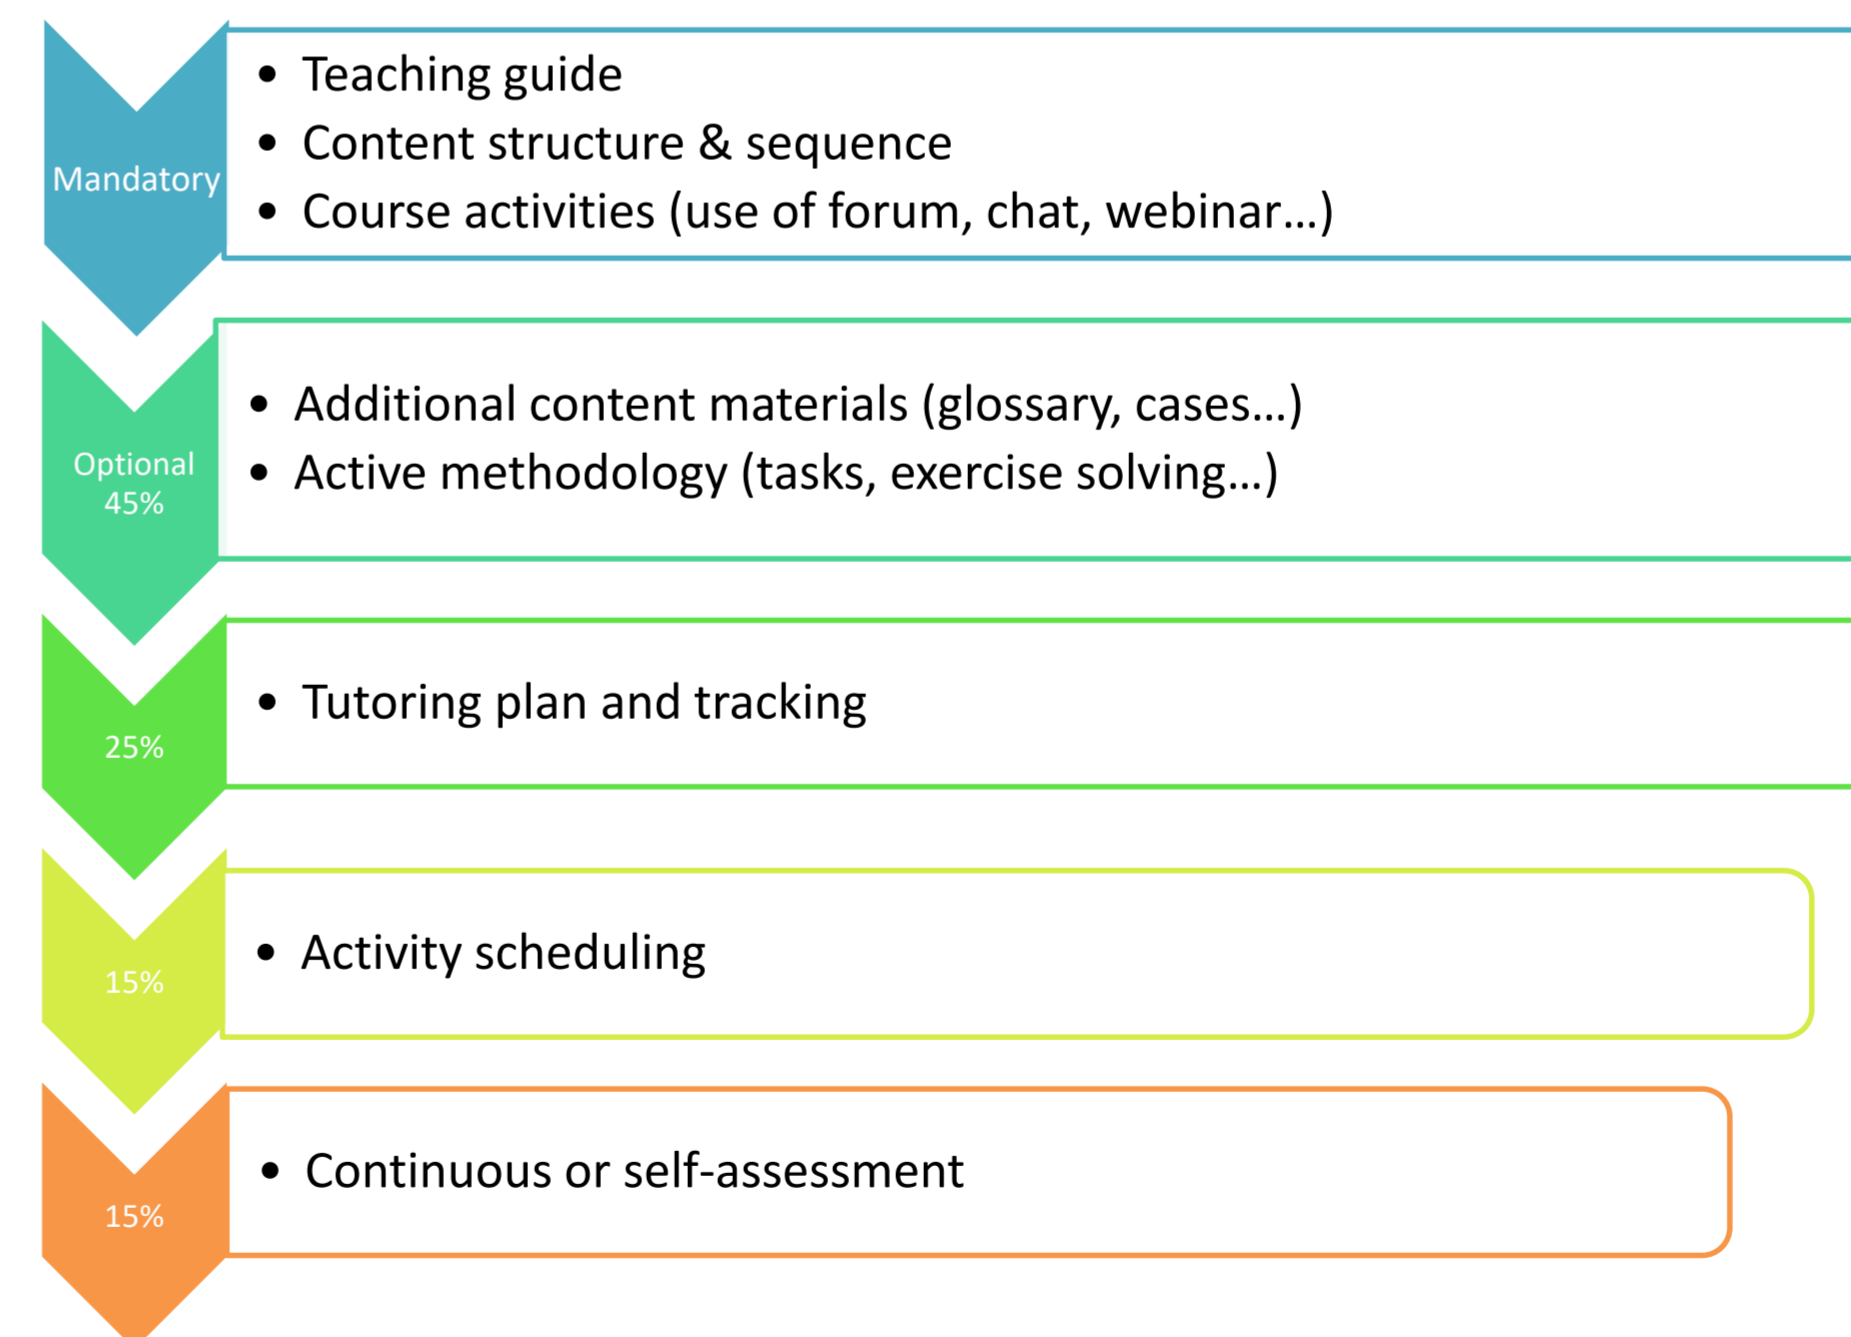 Mandatory
• Teaching guide
• Content structure & sequence
• Course activities (use of forum, chat, webinar...)
Optional
45%
• Additional content materials (glossary, cases...)
• Active methodology (tasks, exercise solving...)
25%
• Tutoring plan and tracking
15%
• Activity scheduling
15%
• Continuous or self-assessment